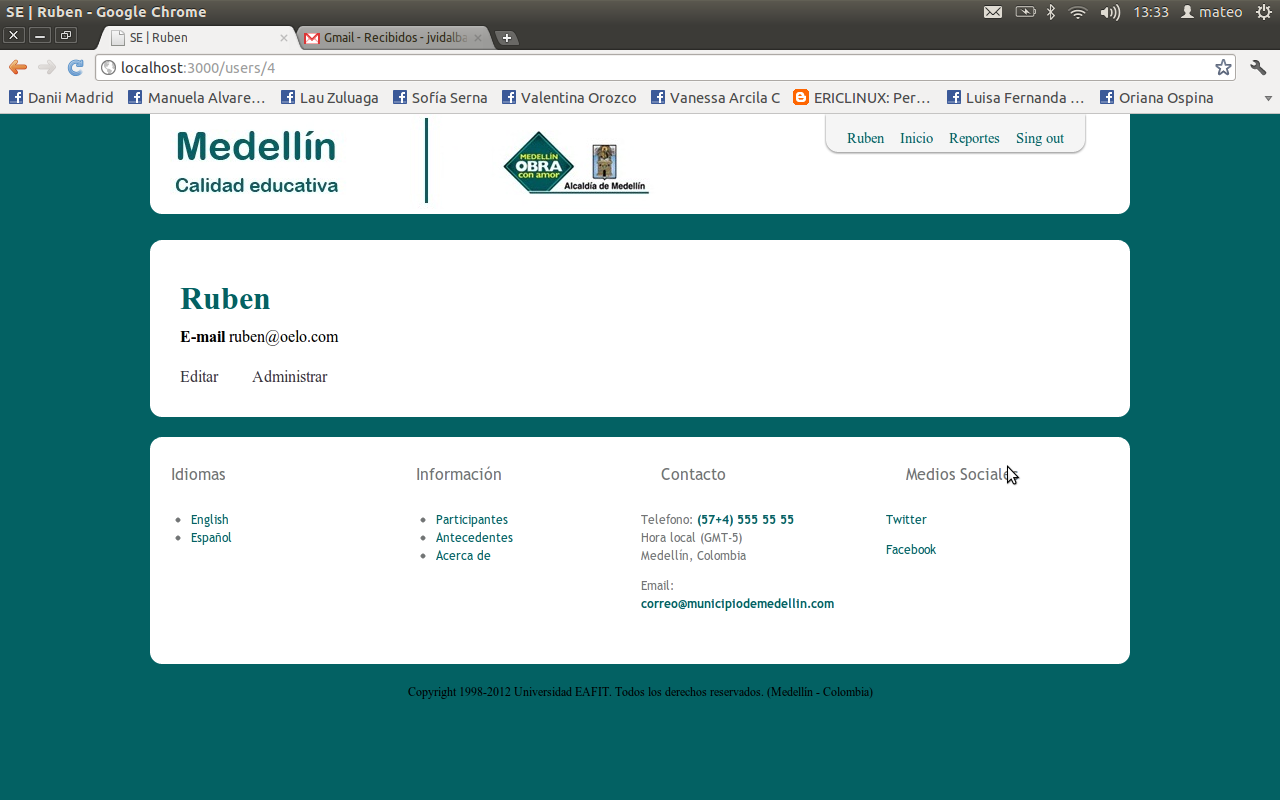 SE | Ruben - Google Chrome
13:33 mateo
SE | Ruben
Gmail - Recibidos - jvidalba
localhost:3000/users/4
Danii Madrid
Manuela Alvare...
Lau Zuluaga
Sofía Serna
Valentina Orozco
Vanessa Arcila C
ERICLINUX: Per...
Luisa Fernanda ...
Oriana Ospina
Medellín
Calidad educativa
MEDELLÍN
OBRA
con amor
Alcaldía de Medellín
Ruben Inicio Reportes Sing out
Ruben
E-mail ruben@oelo.com
Editar Administrar
Idiomas
English
Español
Información
Participantes
Antecedentes
Acerca de
Contacto
Telefono: (57+4) 555 55 55
Hora local (GMT-5)
Medellín, Colombia
Email:
correo@municipiodemedellin.com
Medios Sociales
Twitter
Facebook
Copyright 1998-2012 Universidad EAFIT. Todos los derechos reservados. (Medellín - Colombia)